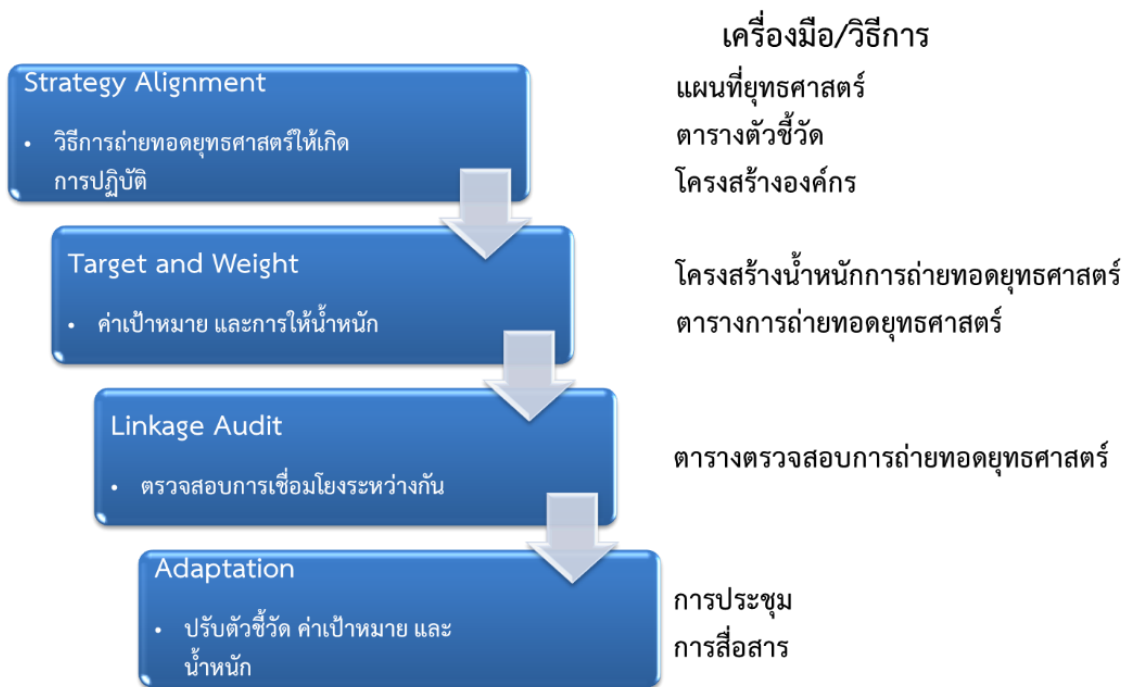 เครื่องมือ/วิธีการ
Strategy Alignment
• วิธีการถ่ายทอดยุทธศาสตร์ให้เกิด
การปฏิบัติ
แผนที่ยุทธศาสตร์
ตารางตัวชี้วัด
โครงสร้างองค์กร
Target and Weight
• ค่าเป้าหมาย และการให้น้ำหนัก
โครงสร้างน้ำหนักการถ่ายทอดยุทธศาสตร์
ตารางการถ่ายทอดยุทธศาสตร์
Linkage Audit
• ตรวจสอบการเชื่อมโยงระหว่างกัน
ตารางตรวจสอบการถ่ายทอดยุทธศาสตร์
Adaptation
• ปรับตัวชี้วัด ค่าเป้าหมาย และ
น้ำหนัก
การประชุม
การสื่อสาร